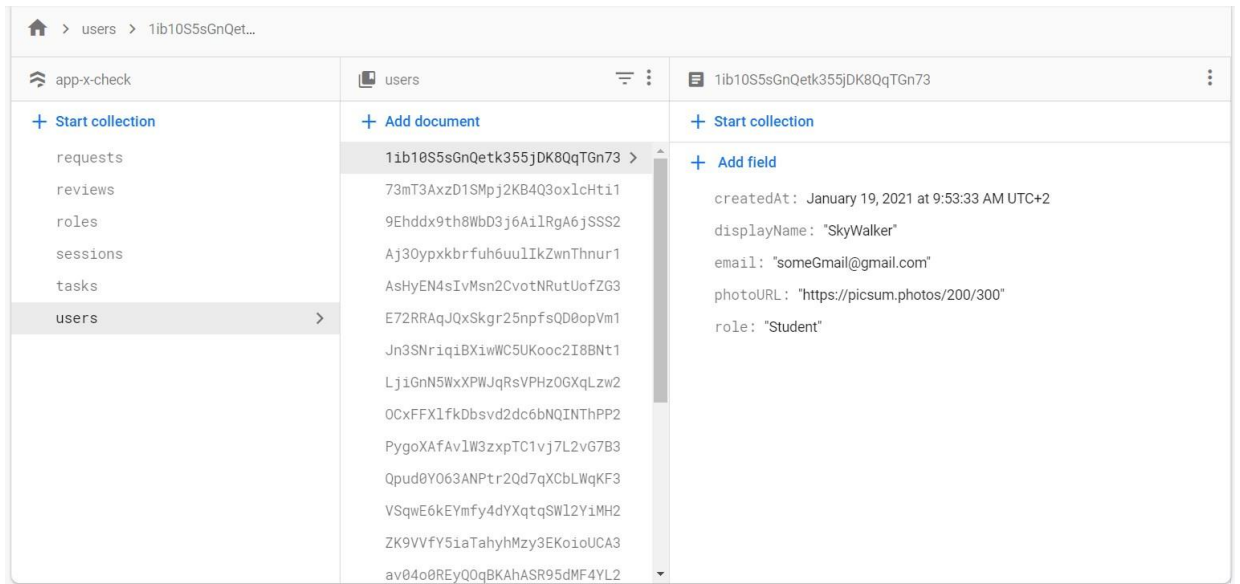 users > 1ib10S5sGnQet...
app-x-check
Start collection
requests
reviews
roles
sessions
tasks
users
users
Add document
1ib10S5sGnQetk355jDK8QqTGn73
73mT3AxzD1SMpj2KB4Q3oxlcHti1
9Ehddx9th8WbD3j6AilRgA6jSSS2
Aj3Oypxkbrfuh6uulIkZwnThnur1
AsHyEN4sIvMsn2CvotNRutUofZG3
E72RRAqJQxSkgr25npfsQD0opVm1
Jn3SNriqiBXiwWC5UKooc2I8BNt1
LjiGnN5WxXPWJqRsVPHzOGXqLzw2
OCxFFXlfkDbsvd2dc6bNQINThPP2
PygoXAfAvlW3zxpTC1vj7L2vG7B3
Qpud0YO63ANPtr2Qd7qXCbLWqKF3
VSqwE6kEYmfy4dYXqtqSWl2YiMH2
ZK9VVfY5iaTahyhMzy3EKoioUCA3
av04o0REyQOqBKAhASR95dMF4YL2
1ib10S5sGnQetk355jDK8QqTGn73
Start collection
Add field
createdAt: January 19, 2021 at 9:53:33 AM UTC+2
displayName: "SkyWalker"
email: "someGmail@gmail.com"
photoURL: "https://picsum.photos/200/300"
role: "Student"